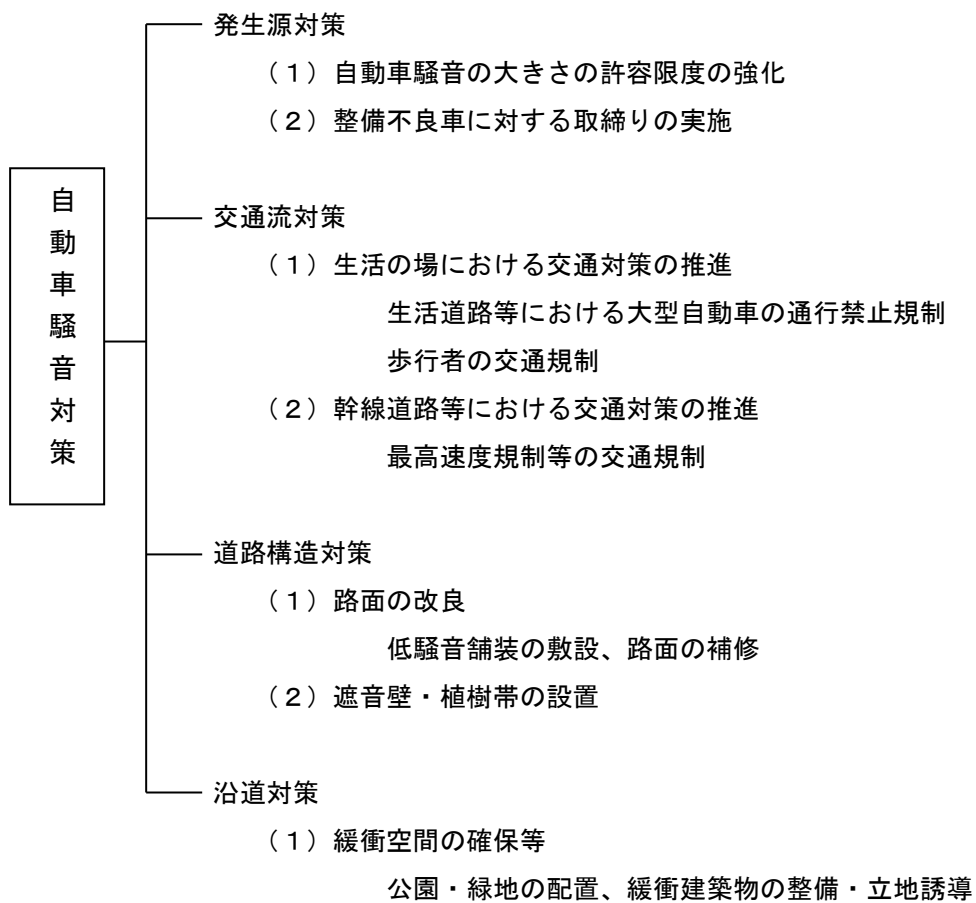 自動車騒音対策
発生源対策
（１）自動車騒音の大きさの許容限度の強化
（２）整備不良車に対する取締りの実施
交通流対策
（１）生活の場における交通対策の推進
生活道路等における大型自動車の通行禁止規制
歩行者の交通規制
（２）幹線道路等における交通対策の推進
最高速度規制等の交通規制
道路構造対策
（１）路面の改良
低騒音舗装の敷設、路面の補修
（２）遮音壁・植樹帯の設置
沿道対策
（１）緩衝空間の確保等
公園・緑地の配置、緩衝建築物の整備・立地誘導